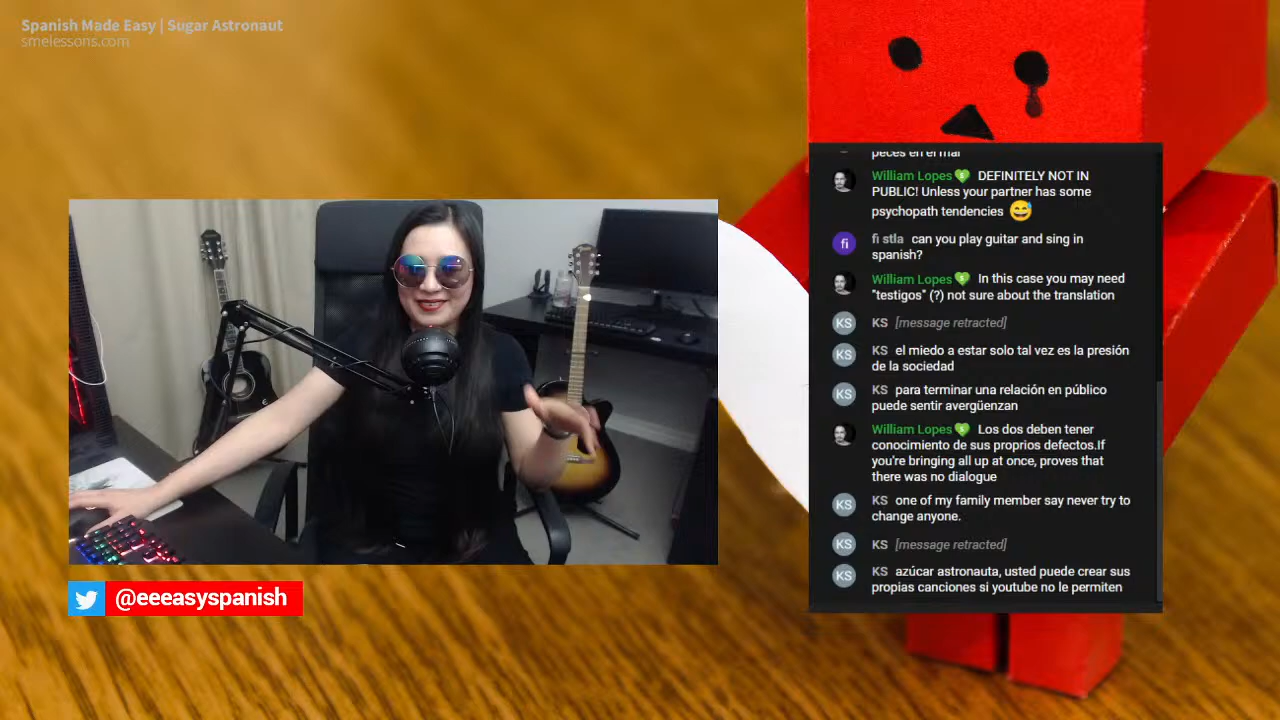 Spanish Made Easy | Sugar Astronaut
smelessons.com
peces en el mar
William Lopes DEFINITELY NOT IN
PUBLIC! Unless your partner has some
psychopath tendencies 😅
fi
fi stla can you play guitar and sing in
spanish?
William Lopes In this case you may need
"testigos" (?) not sure about the translation
KS
KS [message retracted]
KS
KS el miedo a estar solo tal vez es la presión
de la sociedad
KS
KS para terminar una relación en público
puede sentir avergüenzan
William Lopes Los dos deben tener
conocimiento de sus proprios defectos.If
you're bringing all up at once, proves that
there was no dialogue
KS
KS one of my family member say never try to
change anyone.
KS
KS [message retracted]
KS
KS azúcar astronauta, usted puede crear sus
propias canciones si youtube no le permiten
@eeeasyspanish